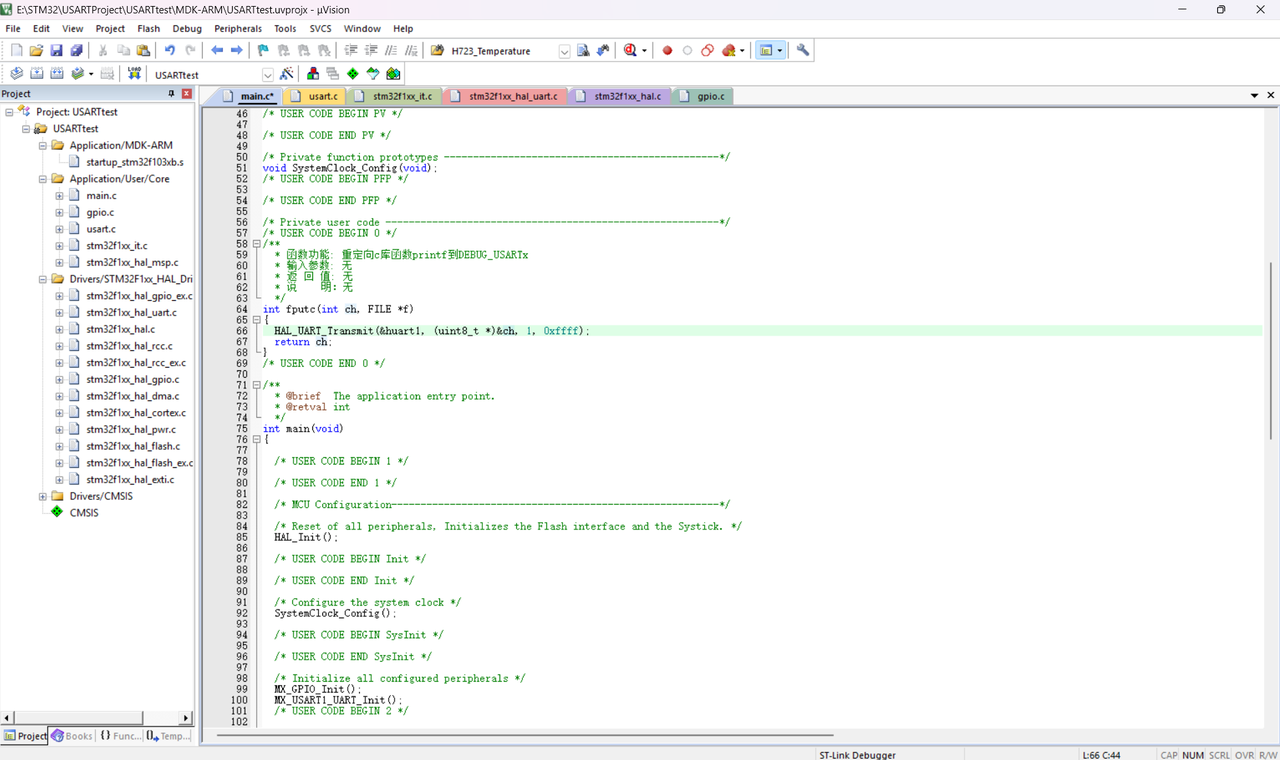 E:\STM32\USARTProject\USARTtest\MDK-ARM\USARTtest.uvprojx - µVision
File Edit View Project Flash Debug Peripherals Tools SVCS Window Help
H723_Temperature
LOAD USARTtest
Project
main.c* usart.c stm32f1xx_it.c stm32f1xx_hal_uart.c stm32f1xx_hal.c gpio.c
Project: USARTtest
USARTtest
Application/MDK-ARM
startup_stm32f103xb.s
Application/User/Core
main.c
gpio.c
usart.c
stm32f1xx_it.c
stm32f1xx_hal_msp.c
Drivers/STM32F1xx_HAL_Dri
stm32f1xx_hal_gpio_ex.c
stm32f1xx_hal_uart.c
stm32f1xx_hal.c
stm32f1xx_hal_rcc.c
stm32f1xx_hal_rcc_ex.c
stm32f1xx_hal_gpio.c
stm32f1xx_hal_dma.c
stm32f1xx_hal_cortex.c
stm32f1xx_hal_pwr.c
stm32f1xx_hal_flash.c
stm32f1xx_hal_flash_ex.c
stm32f1xx_hal_exti.c
Drivers/CMSIS
CMSIS
46 /* USER CODE BEGIN PV */
47
48 /* USER CODE END PV */
49
50 /* Private function prototypes -----------------------------------------------*/
51 void SystemClock_Config(void);
52 /* USER CODE BEGIN PFP */
53
54 /* USER CODE END PFP */
55
56 /* Private user code ---------------------------------------------------------*/
57 /* USER CODE BEGIN 0 */
58 /**
59 * 函数功能: 重定向c库函数printf到DEBUG_USARTx
60 * 输入参数: 无
61 * 返 回 值: 无
62 * 说 明: 无
63 */
64 int fputc(int ch, FILE *f)
65 {
66 HAL_UART_Transmit(&huart1, (uint8_t *)&ch, 1, 0xffff);
67 return ch;
68 }
69 /* USER CODE END 0 */
70
71 /**
72 * @brief The application entry point.
73 * @retval int
74 */
75 int main(void)
76 {
77
78 /* USER CODE BEGIN 1 */
79
80 /* USER CODE END 1 */
81
82 /* MCU Configuration--------------------------------------------------------*/
83
84 /* Reset of all peripherals, Initializes the Flash interface and the Systick. */
85 HAL_Init();
86
87 /* USER CODE BEGIN Init */
88
89 /* USER CODE END Init */
90
91 /* Configure the system clock */
92 SystemClock_Config();
93
94 /* USER CODE BEGIN SysInit */
95
96 /* USER CODE END SysInit */
97
98 /* Initialize all configured peripherals */
99 MX_GPIO_Init();
100 MX_USART1_UART_Init();
101 /* USER CODE BEGIN 2 */
102
Project Books {} Func... Temp...
ST-Link Debugger L:66 C:44 CAP NUM SCRL OVR R/W